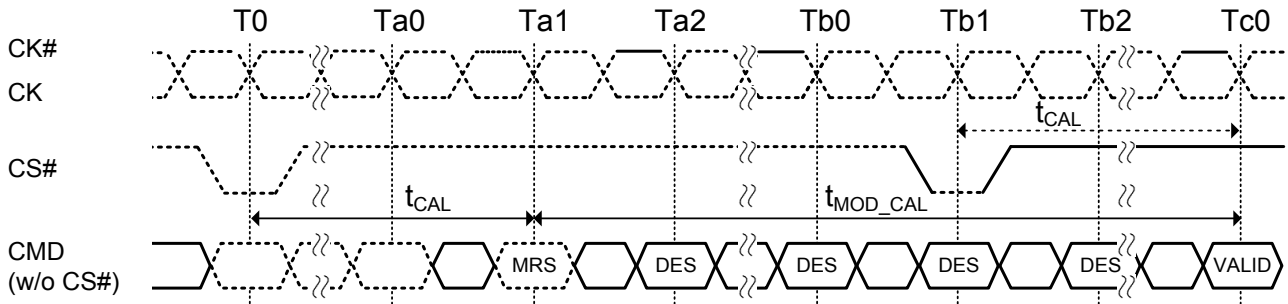 T0 Ta0 Ta1 Ta2 Tb0 Tb1 Tb2 Tc0
CK#
CK
tCAL
CS#
tCAL tMOD_CAL
CMD
(w/o CS#)
MRS DES DES DES DES VALID